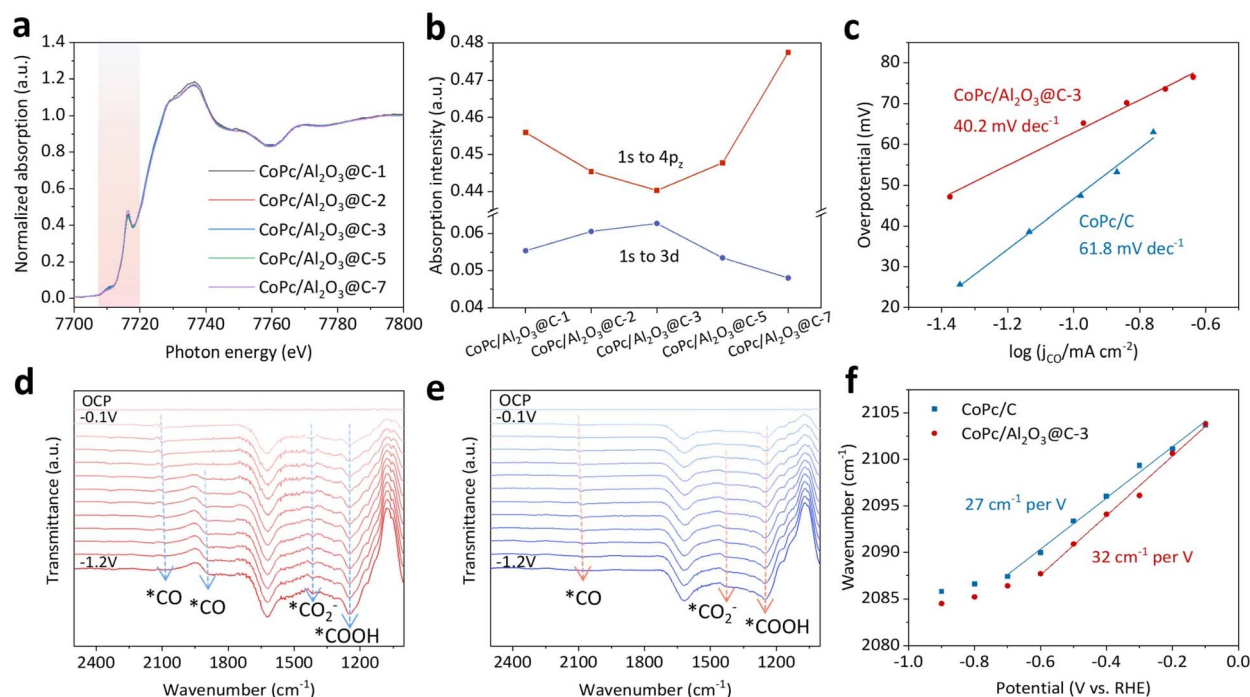 a
1.4
1.2
1.0
0.8
0.6
0.4
0.2
0.0
Normalized absorption (a.u.)
CoPc/Al₂O₃@C-1
CoPc/Al₂O₃@C-2
CoPc/Al₂O₃@C-3
CoPc/Al₂O₃@C-5
CoPc/Al₂O₃@C-7
7700 7720 7740 7760 7780 7800
Photon energy (eV)
b
0.48
0.47
0.46
0.45
0.44
0.06
0.05
0.04
Absorption intensity (a.u.)
1s to 4p_z
1s to 3d
CoPc/Al₂O₃@C-1
CoPc/Al₂O₃@C-2
CoPc/Al₂O₃@C-3
CoPc/Al₂O₃@C-5
CoPc/Al₂O₃@C-7
c
90
80
70
60
50
40
30
20
Overpotential (mV)
CoPc/Al₂O₃@C-3
40.2 mV dec⁻¹
CoPc/C
61.8 mV dec⁻¹
-1.4 -1.0 -0.8 -0.6
log (j_CO/mA cm⁻²)
d
OCP
-0.1V
-1.2V
Transmittance (a.u.)
*CO
*CO
*CO₂⁻
*COOH
2400 2100 1800 1500 1200
Wavenumber (cm⁻¹)
e
OCP
-0.1V
-1.2V
Transmittance (a.u.)
*CO
*CO₂⁻
*COOH
2400 2100 1800 1500 1200
Wavenumber (cm⁻¹)
f
2105
2100
2095
2090
2085
2080
Wavenumber (cm⁻¹)
CoPc/C
CoPc/Al₂O₃@C-3
27 cm⁻¹ per V
32 cm⁻¹ per V
-1.0 -0.8 -0.6 -0.4 -0.2 0.0
Potential (V vs. RHE)